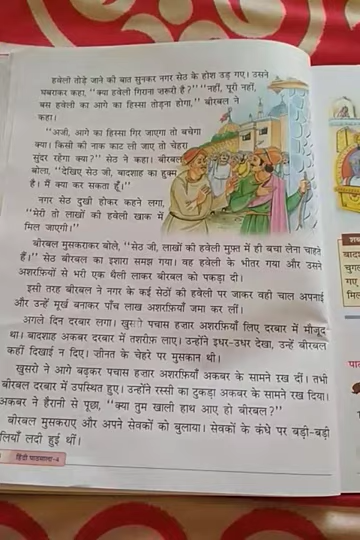 हवेली तोड़े जाने की बात सुनकर नगर सेठ के होश उड़ गए। उसने
घबराकर कहा, "क्या हवेली गिराना ज़रूरी है?" "नहीं, पूरी नहीं,
बस हवेली का आगे का हिस्सा तोड़ना होगा," बीरबल ने
कहा।
"अजी, आगे का हिस्सा गिर जाएगा तो बचेगा
क्या। किसी की नाक काट ली जाए तो चेहरा
सुंदर रहेगा क्या?" सेठ ने कहा। बीरबल
बोला, "देखिए सेठ जी, बादशाह का हुक्म
है। मैं क्या कर सकता हूँ।"
नगर सेठ दुखी होकर कहने लगा,
"मेरी तो लाखों की हवेली खाक में
मिल जाएगी।"
बीरबल मुसकराकर बोले, "सेठ जी, लाखों की हवेली मुफ़्त में ही बचा लेना चाहते
हैं।" सेठ बीरबल का इशारा समझ गया। वह हवेली के भीतर गया और उसने
अशरफ़ियों से भरी एक थैली लाकर बीरबल को पकड़ा दी।
इसी तरह बीरबल ने नगर के कई सेठों की हवेली पर जाकर वही चाल अपनाई
और उन्हें मूर्ख बनाकर पाँच लाख अशरफ़ियाँ जमा कर लीं।
अगले दिन दरबार लगा। खुसरो पचास हज़ार अशरफ़ियाँ लिए दरबार में मौजूद
था। बादशाह अकबर दरबार में तशरीफ़ लाए। उन्होंने इधर-उधर देखा, उन्हें बीरबल
कहीं दिखाई न दिए। ज़ीनत के चेहरे पर मुसकान थी।
खुसरो ने आगे बढ़कर पचास हज़ार अशरफ़ियाँ अकबर के सामने रख दीं। तभी
बीरबल दरबार में उपस्थित हुए। उन्होंने रस्सी का टुकड़ा अकबर के सामने रख दिया।
अकबर ने हैरानी से पूछा, "क्या तुम खाली हाथ आए हो बीरबल?"
बीरबल मुसकराए और अपने सेवकों को बुलाया। सेवकों के कंधे पर बड़ी-बड़ी
लियाँ लदी हुई थीं।
हिंदी पाठमाला-4